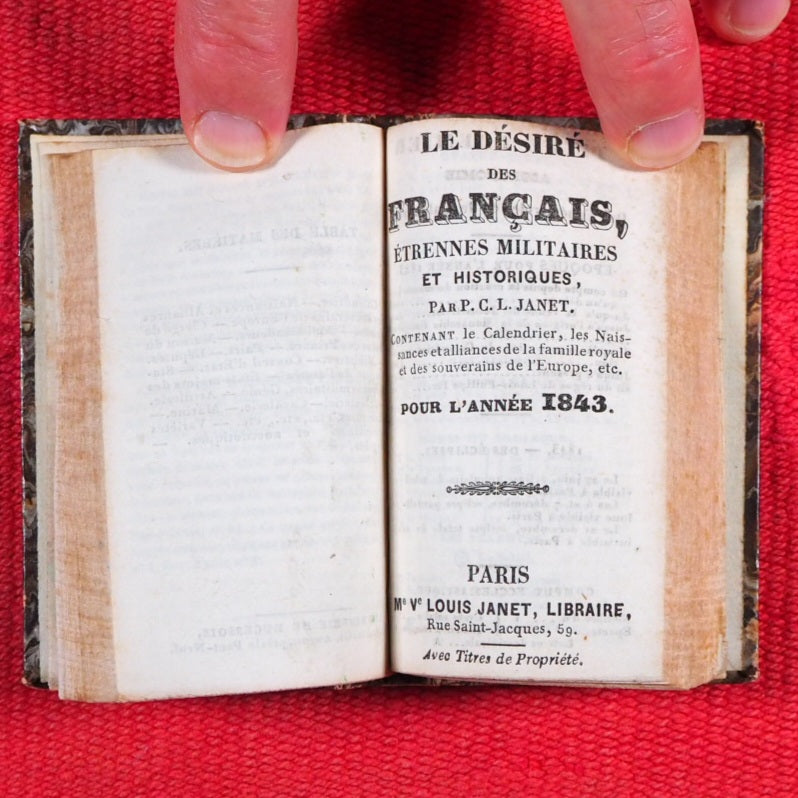 LE DÉSIRÉ
DES
FRANÇAIS,
ÉTRENNES MILITAIRES
ET HISTORIQUES,
PAR P. C. L. JANET.
CONTENANT le Calendrier, les Nais-
sances et alliances de la famille royale
et des souverains de l'Europe, etc.
POUR L'ANNÉE 1843.
PARIS
Me Ve LOUIS JANET, LIBRAIRE,
Rue Saint-Jacques, 59.
Avec Titres de Propriété.